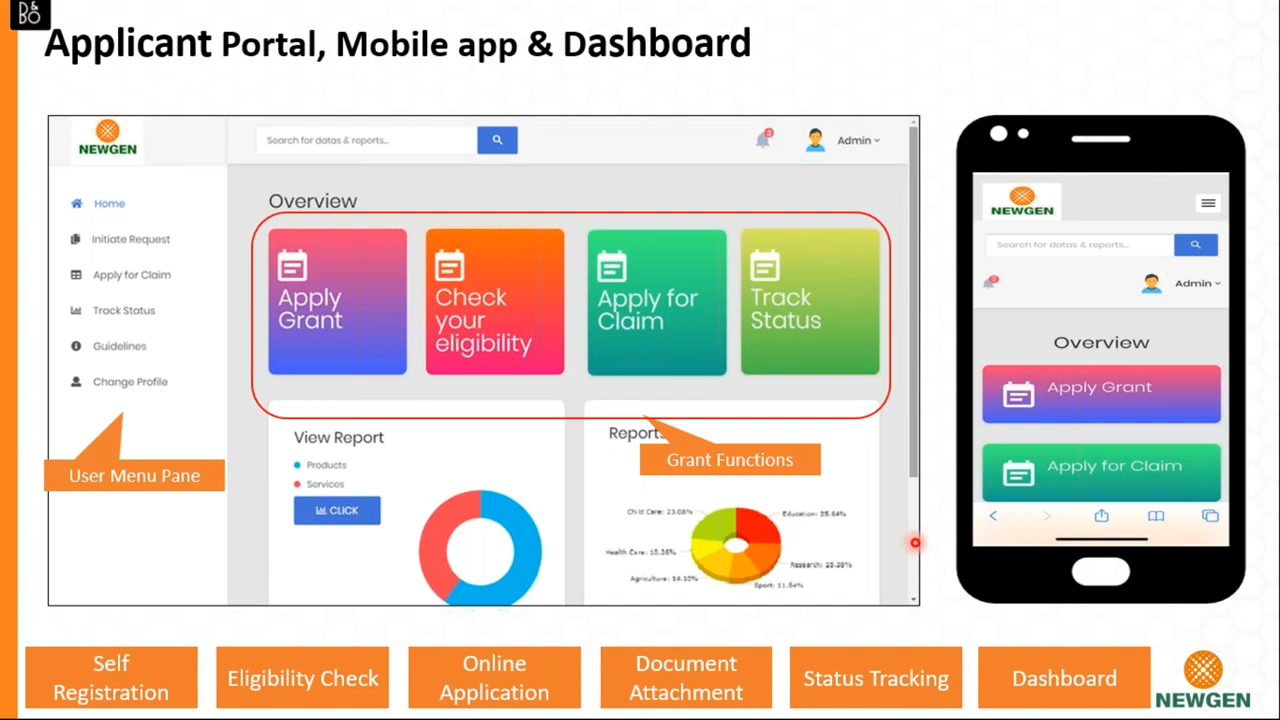 B&O
Applicant Portal, Mobile app & Dashboard
NEWGEN
Search for datas & reports...
3
Admin
Home
Initiate Request
Apply for Claim
Track Status
Guidelines
Change Profile
User Menu Pane
Overview
Apply
Grant
Check
your
eligibility
Apply for
Claim
Track
Status
View Report
Products
Services
CLICK
Reports
Grant Functions
Child Care: 23.08%
Education: 25.64%
Health Care: 10.26%
Agriculture: 14.10%
Sport: 11.54%
NEWGEN
Search for datas & reports...
Admin
Overview
Apply Grant
Apply for Claim
Self
Registration
Eligibility Check
Online
Application
Document
Attachment
Status Tracking
Dashboard
NEWGEN